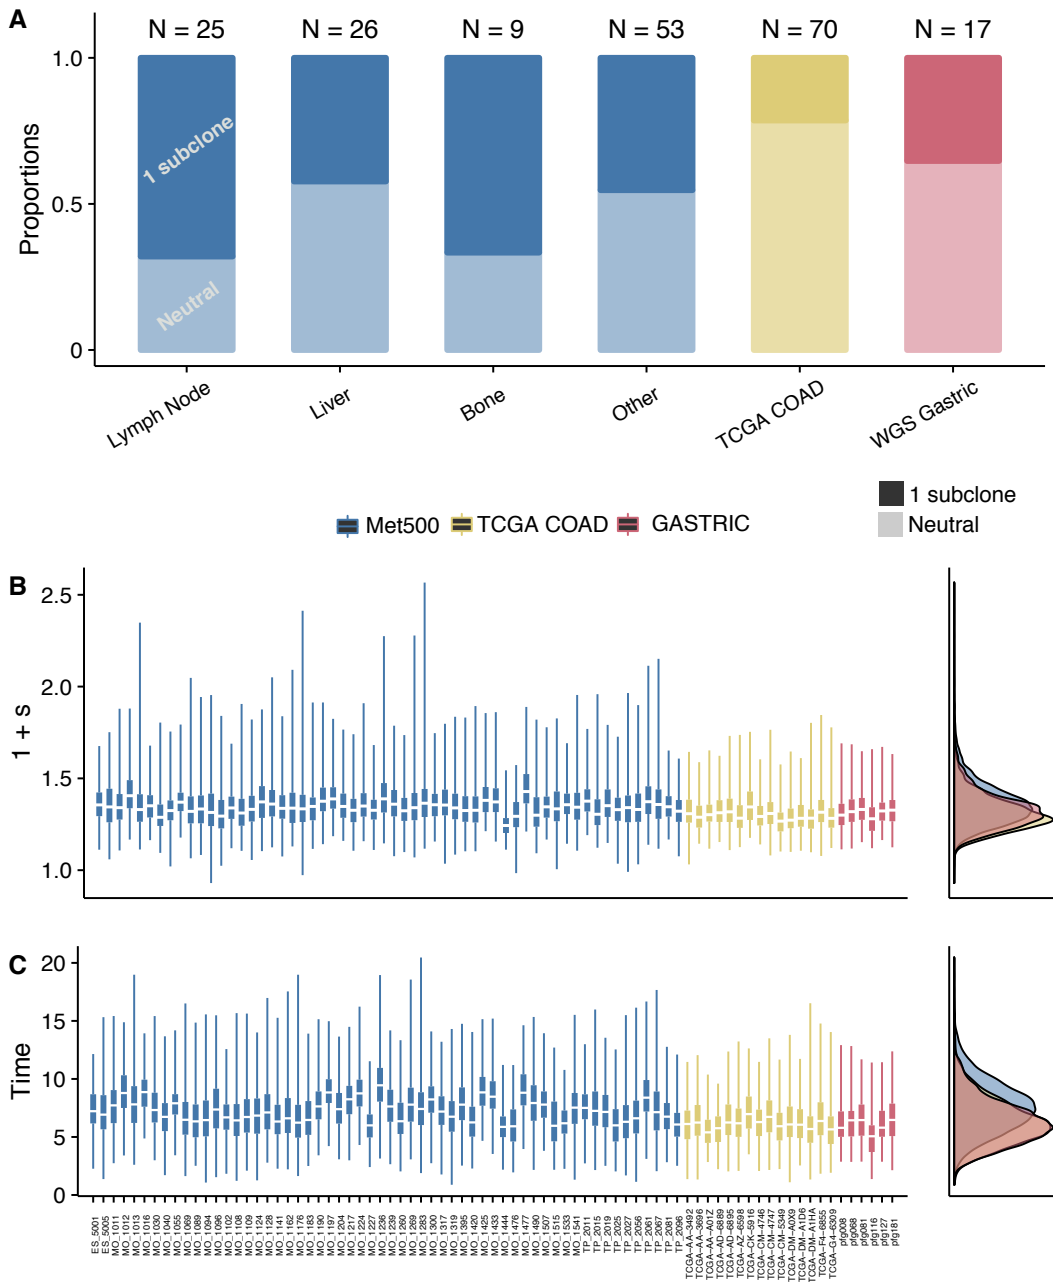 A
N = 25 N = 26 N = 9 N = 53 N = 70 N = 17
1.0
0.5
0
Proportions
1 subclone
Neutral
Lymph Node Liver Bone Other TCGA COAD WGS Gastric
1 subclone
Neutral
Met500 TCGA COAD GASTRIC
B
2.5
2.0
1.5
1.0
1 + s
C
20
15
10
5
0
Time
ES_5001
ES_5005
MO_1011
MO_1012
MO_1013
MO_1016
MO_1030
MO_1040
MO_1055
MO_1069
MO_1089
MO_1094
MO_1096
MO_1102
MO_1108
MO_1109
MO_1124
MO_1128
MO_1141
MO_1162
MO_1176
MO_1183
MO_1190
MO_1197
MO_1204
MO_1217
MO_1224
MO_1227
MO_1236
MO_1239
MO_1260
MO_1269
MO_1283
MO_1300
MO_1317
MO_1319
MO_1395
MO_1420
MO_1425
MO_1433
MO_1444
MO_1476
MO_1477
MO_1490
MO_1507
MO_1515
MO_1533
MO_1541
TP_2011
TP_2015
TP_2019
TP_2025
TP_2027
TP_2056
TP_2061
TP_2067
TP_2081
TP_2096
TCGA-AA-3492
TCGA-AA-3696
TCGA-AA-A01Z
TCGA-AD-6889
TCGA-AD-6895
TCGA-AZ-6598
TCGA-CK-5916
TCGA-CM-4746
TCGA-CM-4747
TCGA-CM-5349
TCGA-DM-A0X9
TCGA-DM-A1D6
TCGA-DM-A1HA
TCGA-F4-6855
TCGA-G4-6309
pfg008
pfg068
pfg081
pfg116
pfg127
pfg181